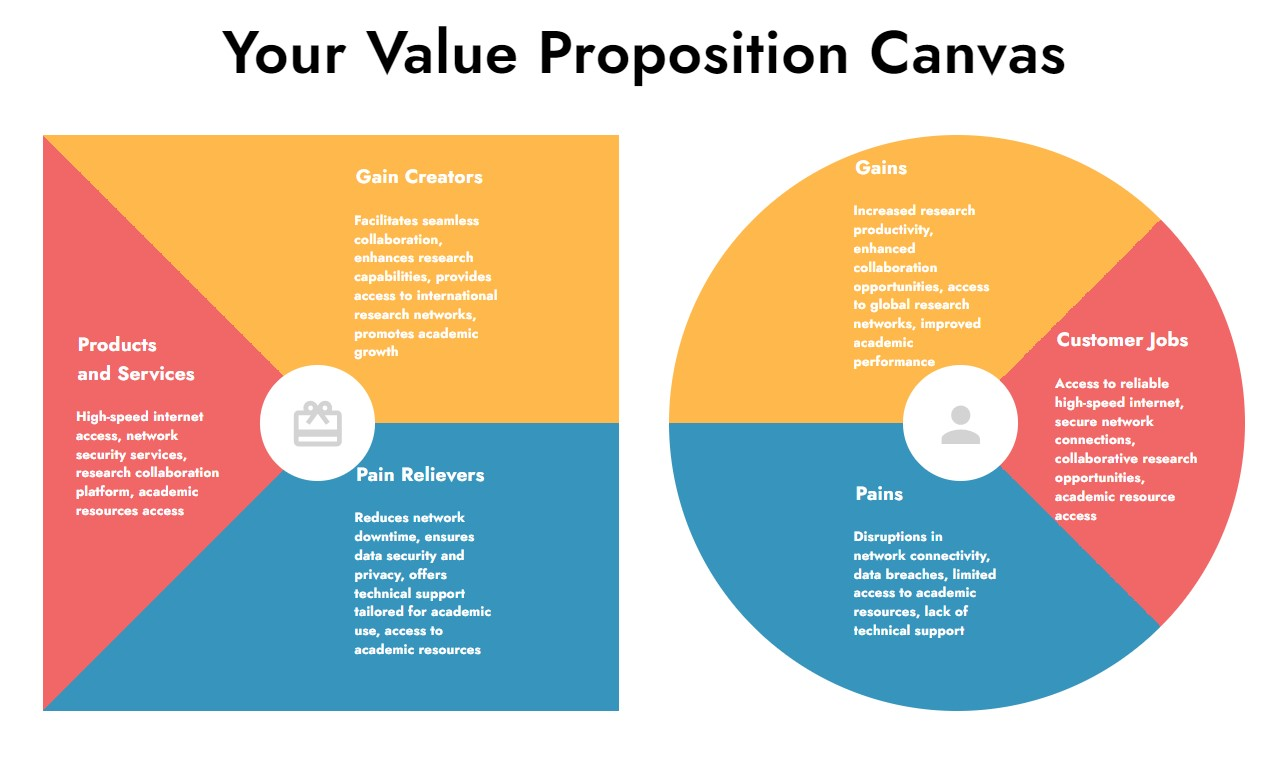 Your Value Proposition Canvas
Gain Creators
Facilitates seamless
collaboration,
enhances research
capabilities, provides
access to international
research networks,
promotes academic
growth
Products
and Services
High-speed internet
access, network
security services,
research collaboration
platform, academic
resources access
Pain Relievers
Reduces network
downtime, ensures
data security and
privacy, offers
technical support
tailored for academic
use, access to
academic resources
Gains
Increased research
productivity,
enhanced
collaboration
opportunities, access
to global research
networks, improved
academic
performance
Customer Jobs
Access to reliable
high-speed internet,
secure network
connections,
collaborative research
opportunities,
academic resource
access
Pains
Disruptions in
network connectivity,
data breaches, limited
access to academic
resources, lack of
technical support